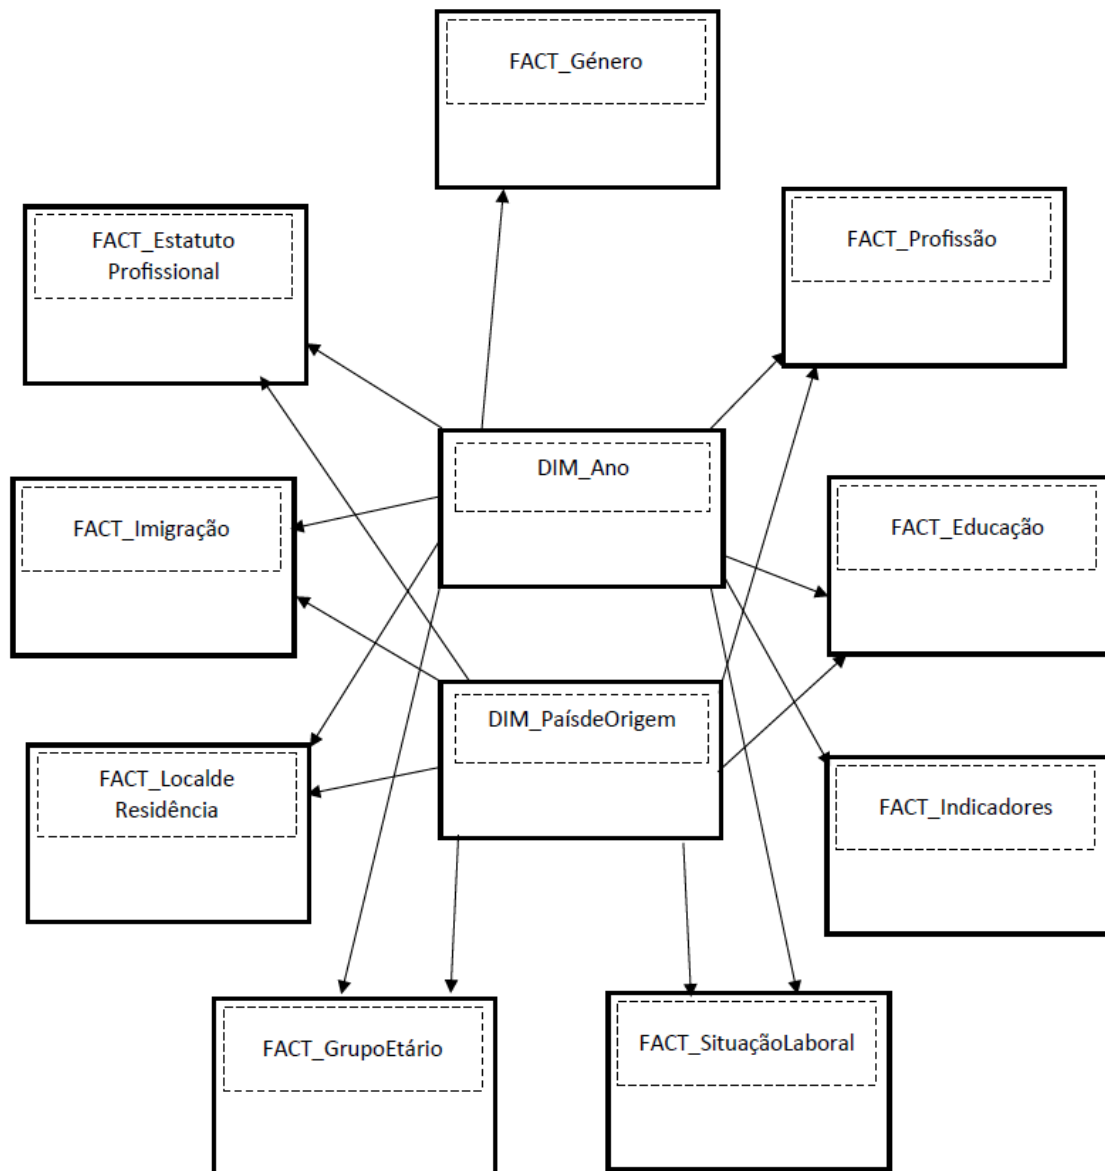 FACT_Género
FACT_Estatuto
Profissional
FACT_Profissão
DIM_Ano
FACT_Imigração
FACT_Educação
DIM_PaísdeOrigem
FACT_Localde
Residência
FACT_Indicadores
FACT_GrupoEtário
FACT_SituaçãoLaboral